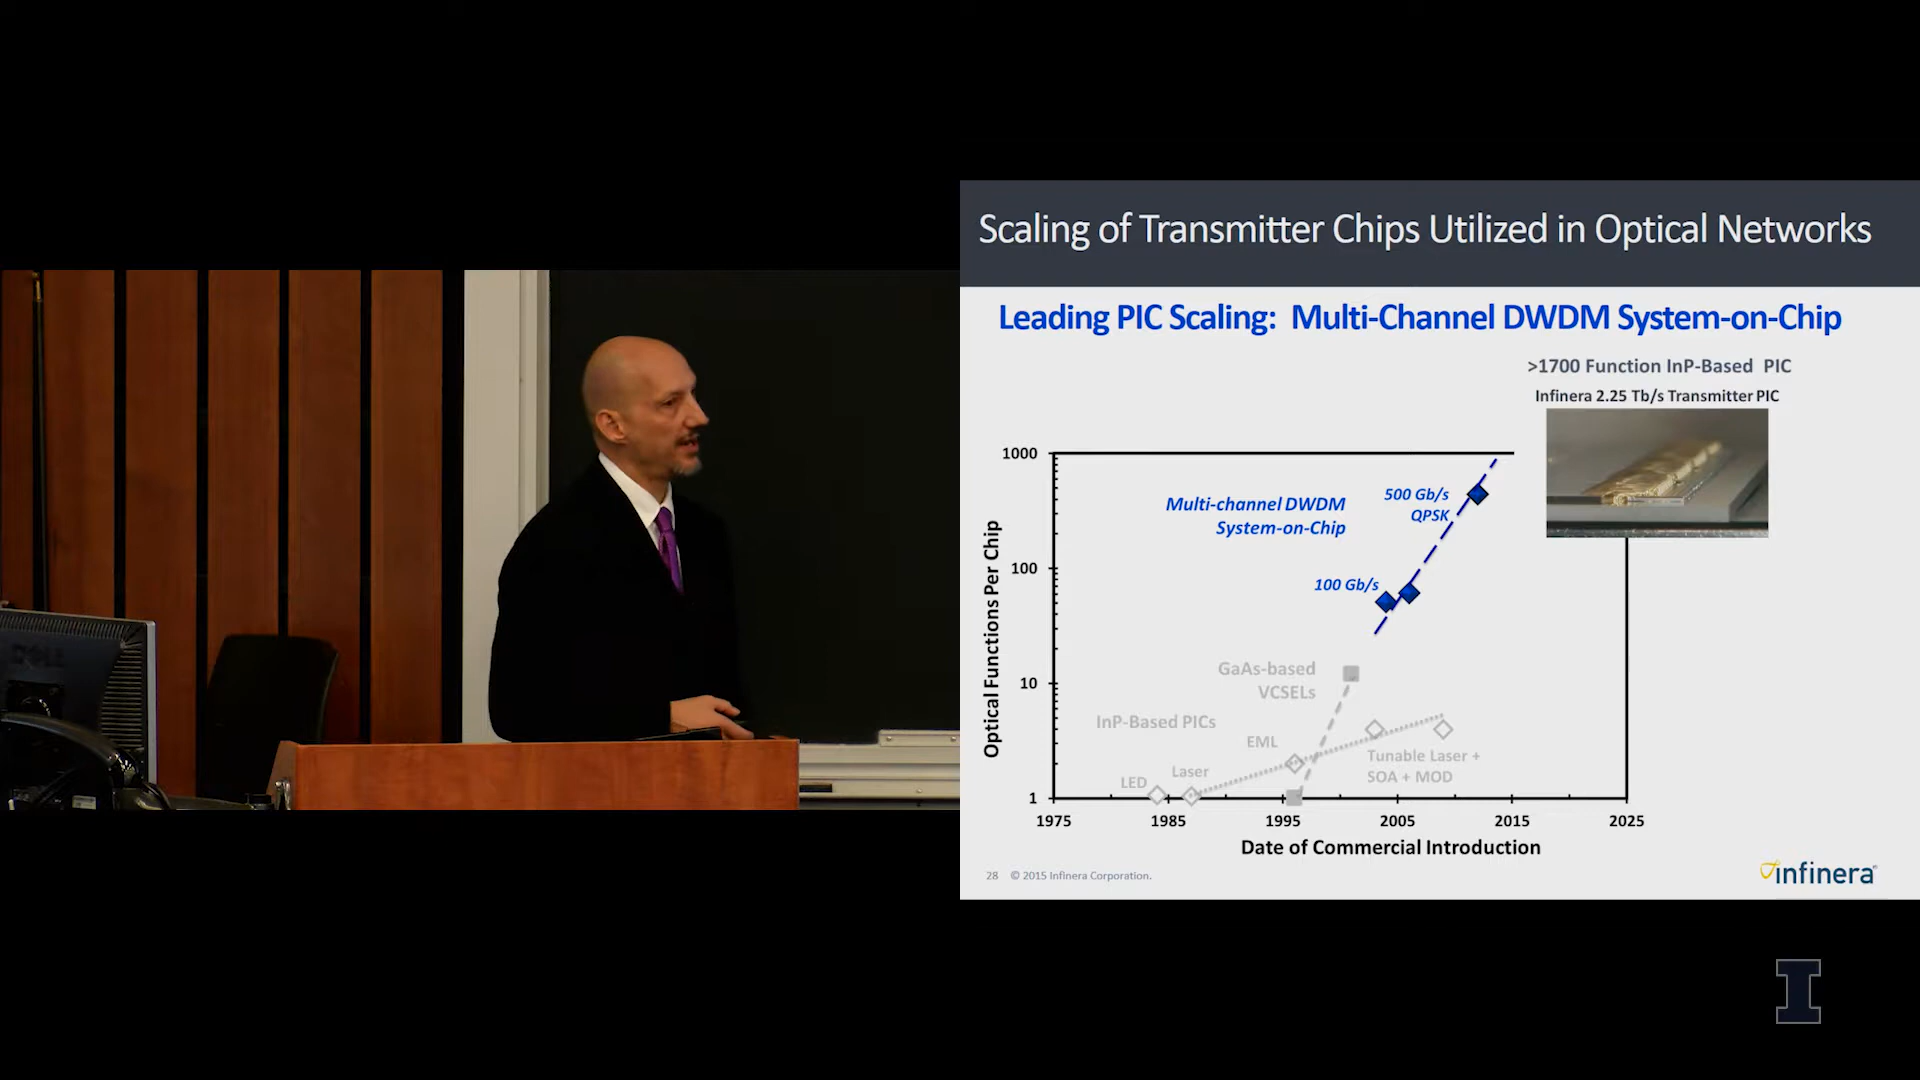 DELL
Scaling of Transmitter Chips Utilized in Optical Networks
Leading PIC Scaling: Multi-Channel DWDM System-on-Chip
>1700 Function InP-Based PIC
Infinera 2.25 Tb/s Transmitter PIC
Optical Functions Per Chip
1000
100
10
1
Multi-channel DWDM
System-on-Chip
500 Gb/s
QPSK
100 Gb/s
GaAs-based
VCSELs
InP-Based PICs
EML
Laser
LED
Tunable Laser +
SOA + MOD
1975
1985
1995
2005
2015
2025
Date of Commercial Introduction
28 © 2015 Infinera Corporation.
infinera
I